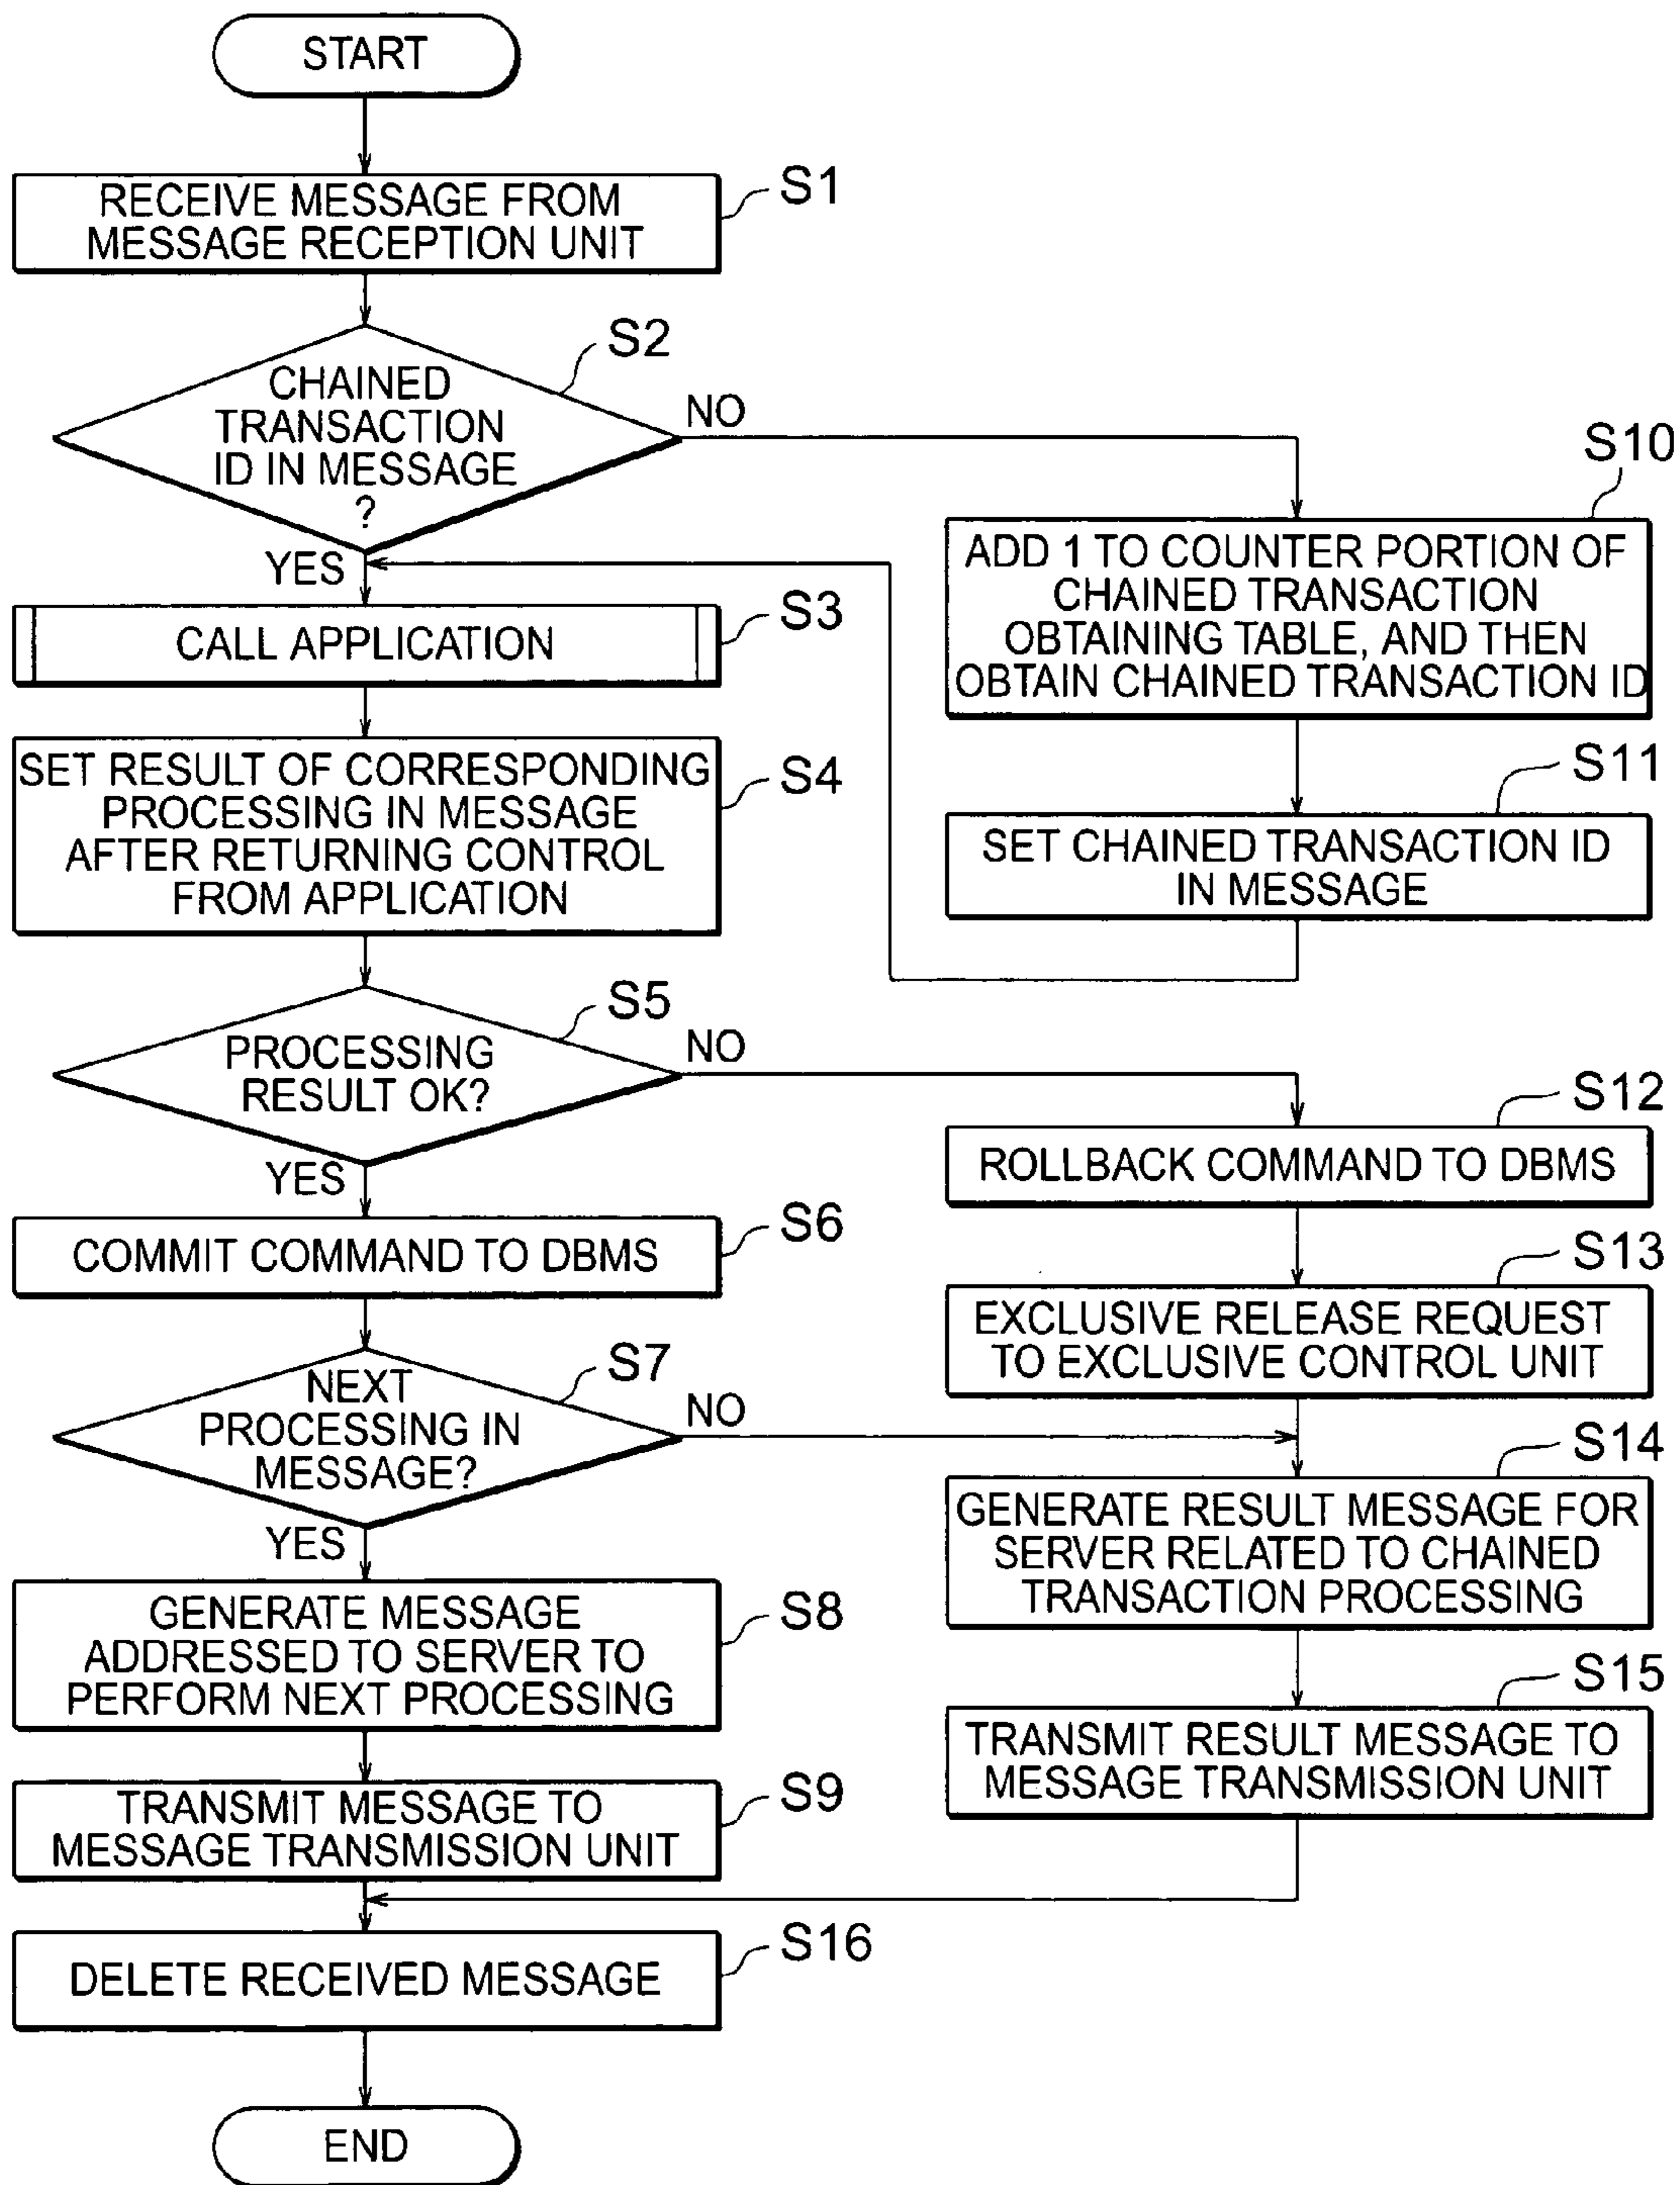 START
RECEIVE MESSAGE FROM
MESSAGE RECEPTION UNIT
S1
CHAINED
TRANSACTION
ID IN MESSAGE
?
S2
NO
YES
S10
ADD 1 TO COUNTER PORTION OF
CHAINED TRANSACTION
OBTAINING TABLE, AND THEN
OBTAIN CHAINED TRANSACTION ID
S11
SET CHAINED TRANSACTION ID
IN MESSAGE
CALL APPLICATION
S3
SET RESULT OF CORRESPONDING
PROCESSING IN MESSAGE
AFTER RETURNING CONTROL
FROM APPLICATION
S4
PROCESSING
RESULT OK?
S5
NO
YES
S12
ROLLBACK COMMAND TO DBMS
S13
EXCLUSIVE RELEASE REQUEST
TO EXCLUSIVE CONTROL UNIT
COMMIT COMMAND TO DBMS
S6
NEXT
PROCESSING IN
MESSAGE?
S7
NO
YES
S14
GENERATE RESULT MESSAGE FOR
SERVER RELATED TO CHAINED
TRANSACTION PROCESSING
S15
TRANSMIT RESULT MESSAGE TO
MESSAGE TRANSMISSION UNIT
GENERATE MESSAGE
ADDRESSED TO SERVER TO
PERFORM NEXT PROCESSING
S8
TRANSMIT MESSAGE TO
MESSAGE TRANSMISSION UNIT
S9
DELETE RECEIVED MESSAGE
S16
END